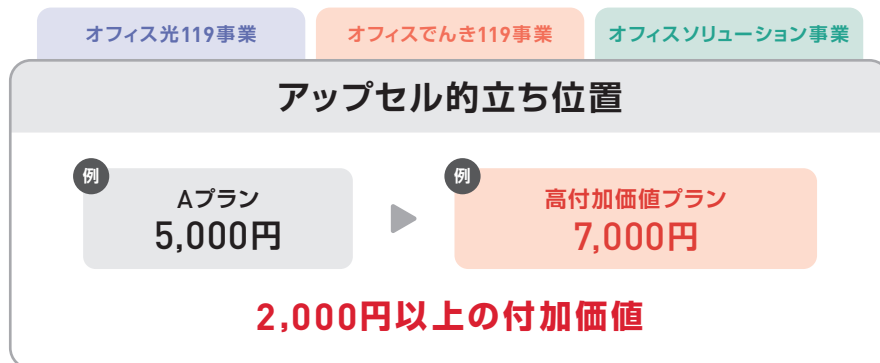 オフィス光119事業
オフィスでんき119事業
オフィスソリューション事業
アップセル的立ち位置
例
Aプラン
5,000円
例
高付加価値プラン
7,000円
2,000円以上の付加価値